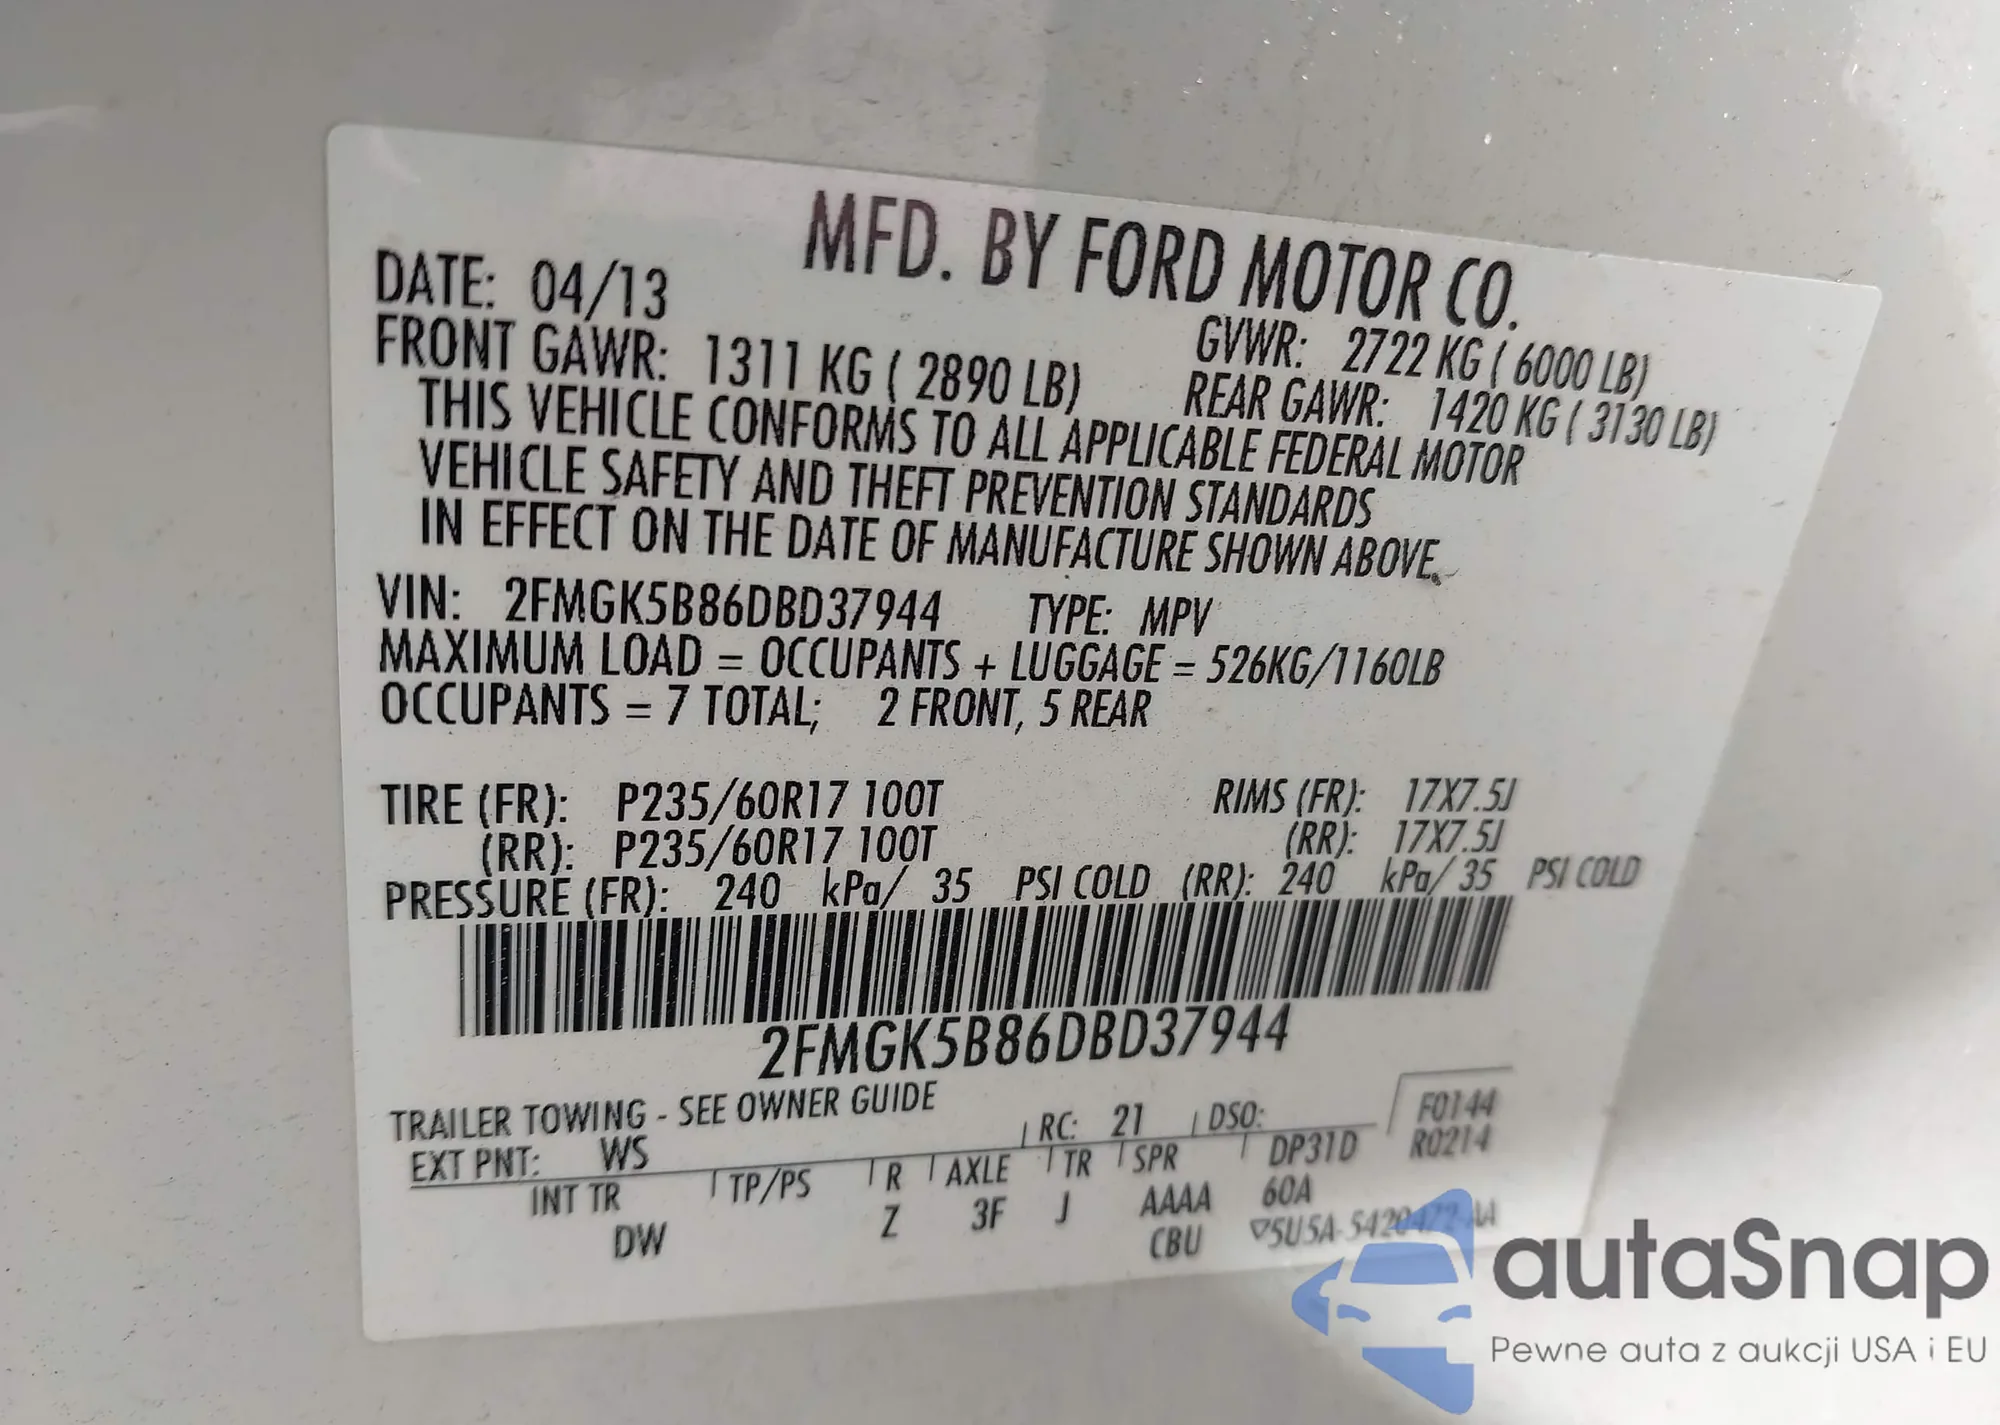 MFD. BY FORD MOTOR CO.
DATE: 04/13
GVWR: 2722 KG ( 6000 LB)
FRONT GAWR: 1311 KG ( 2890 LB)
REAR GAWR: 1420 KG ( 3130 LB)
THIS VEHICLE CONFORMS TO ALL APPLICABLE FEDERAL MOTOR
VEHICLE SAFETY AND THEFT PREVENTION STANDARDS
IN EFFECT ON THE DATE OF MANUFACTURE SHOWN ABOVE.
VIN: 2FMGK5B86DBD37944 TYPE: MPV
MAXIMUM LOAD = OCCUPANTS + LUGGAGE = 526KG/1160LB
OCCUPANTS = 7 TOTAL; 2 FRONT, 5 REAR
TIRE (FR): P235/60R17 100T RIMS (FR): 17X7.5J
(RR): P235/60R17 100T (RR): 17X7.5J
PRESSURE (FR): 240 kPa/ 35 PSI COLD (RR): 240 kPa/ 35 PSI COLD
2FMGK5B86DBD37944
TRAILER TOWING - SEE OWNER GUIDE
RC: 21 DSO: F0144
EXT PNT: WS R0214
INT TR TP/PS R AXLE TR SPR DP31D
DW Z 3F J AAAA 60A
CBU ▽5U5A-5420472-AA
autaSnap
Pewne auta z aukcji USA i EU